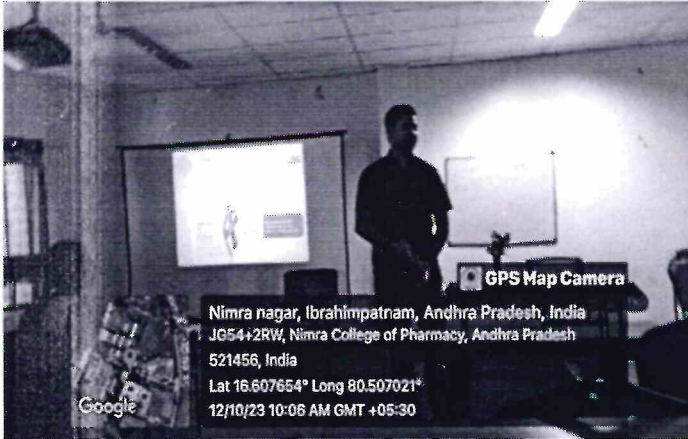 GPS Map Camera
Nimra nagar, Ibrahimpatnam, Andhra Pradesh, India
JG54+2RW, Nimra College of Pharmacy, Andhra Pradesh
521456, India
Lat 16.607654° Long 80.507021°
12/10/23 10:06 AM GMT +05:30
Google